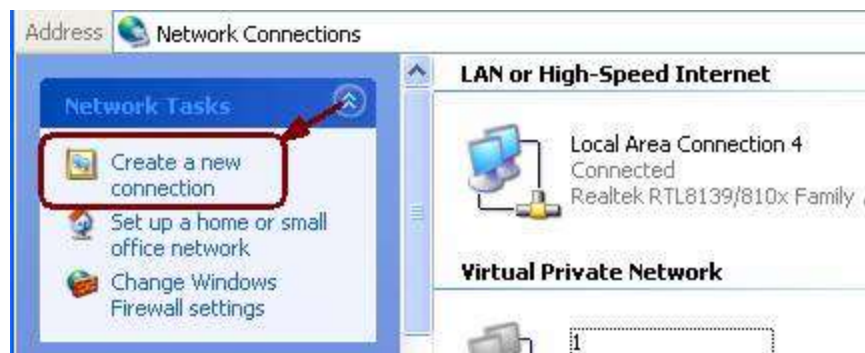 Address Network Connections
Network Tasks
Create a new
connection
Set up a home or small
office network
Change Windows
Firewall settings
LAN or High-Speed Internet
Local Area Connection 4
Connected
Realtek RTL8139/810x Family
Virtual Private Network
1